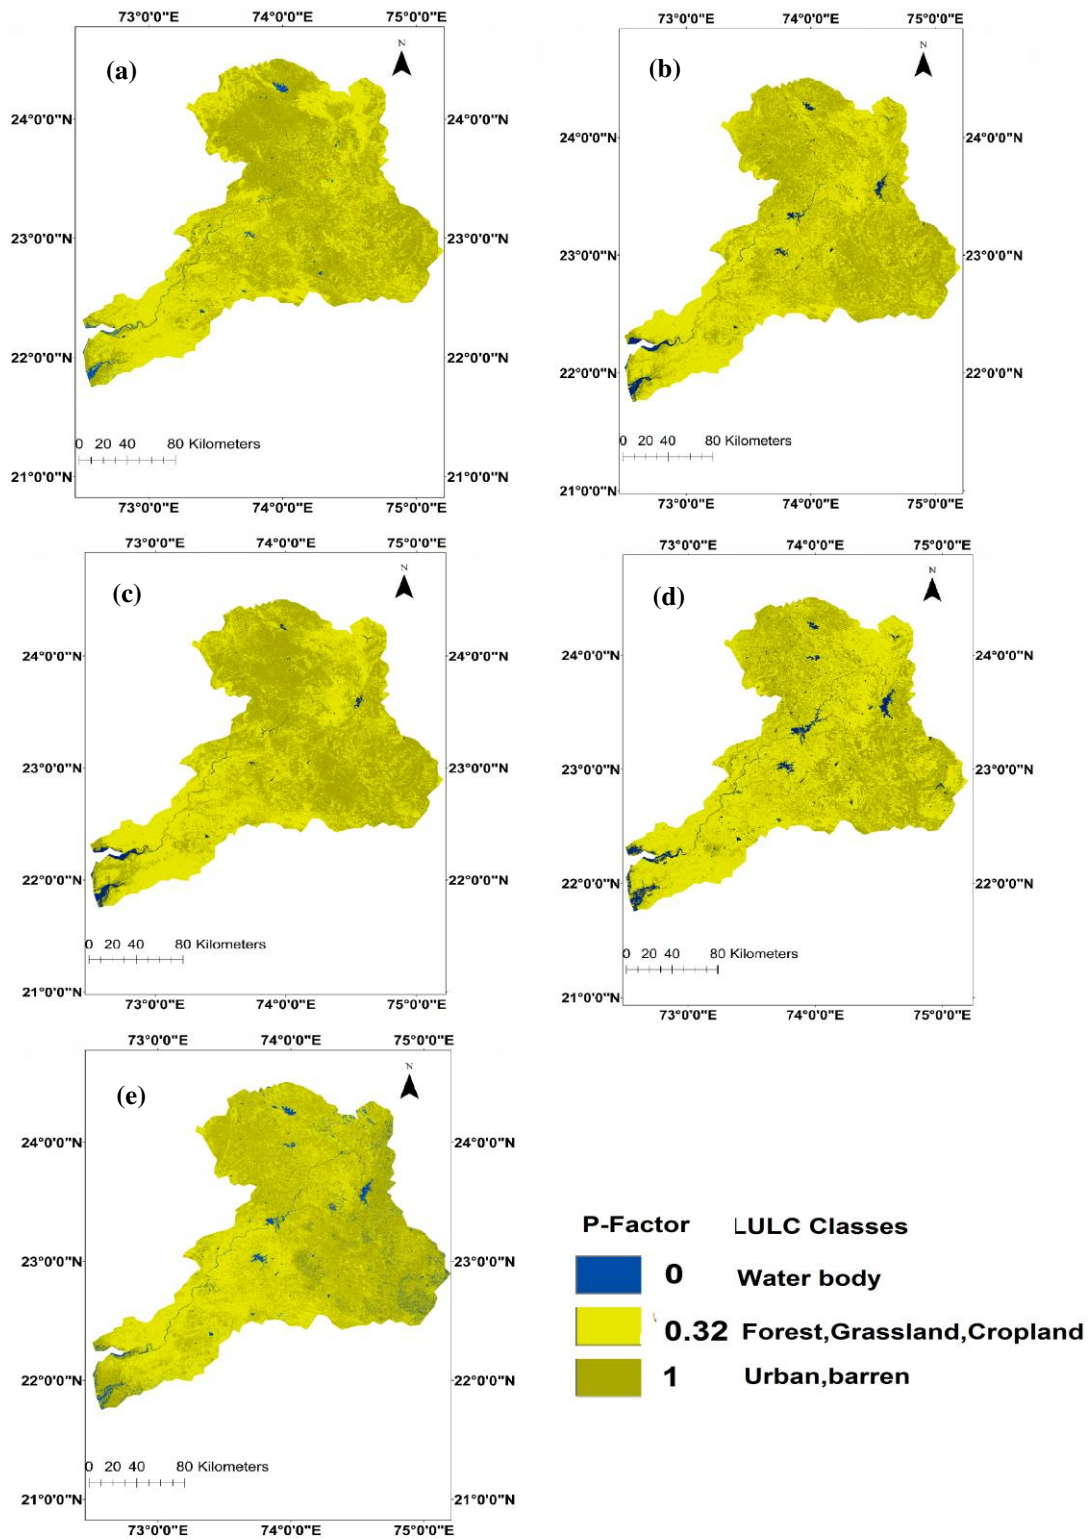 73°0'0"E 74°0'0"E 75°0'0"E
(a)
N
24°0'0"N 24°0'0"N
23°0'0"N 23°0'0"N
22°0'0"N 22°0'0"N
0 20 40 80 Kilometers
21°0'0"N 21°0'0"N
73°0'0"E 74°0'0"E 75°0'0"E
73°0'0"E 74°0'0"E 75°0'0"E
(b)
N
24°0'0"N 24°0'0"N
23°0'0"N 23°0'0"N
22°0'0"N 22°0'0"N
0 20 40 80 Kilometers
21°0'0"N 21°0'0"N
73°0'0"E 74°0'0"E 75°0'0"E
73°0'0"E 74°0'0"E 75°0'0"E
(c)
N
24°0'0"N 24°0'0"N
23°0'0"N 23°0'0"N
22°0'0"N 22°0'0"N
0 20 40 80 Kilometers
21°0'0"N 21°0'0"N
73°0'0"E 74°0'0"E 75°0'0"E
73°0'0"E 74°0'0"E 75°0'0"E
(d)
N
24°0'0"N 24°0'0"N
23°0'0"N 23°0'0"N
22°0'0"N 22°0'0"N
0 20 40 80 Kilometers
21°0'0"N 21°0'0"N
73°0'0"E 74°0'0"E 75°0'0"E
73°0'0"E 74°0'0"E 75°0'0"E
(e)
N
24°0'0"N 24°0'0"N
23°0'0"N 23°0'0"N
22°0'0"N 22°0'0"N
0 20 40 80 Kilometers
21°0'0"N 21°0'0"N
73°0'0"E 74°0'0"E 75°0'0"E
P-Factor LULC Classes
0 Water body
0.32 Forest,Grassland,Cropland
1 Urban,barren